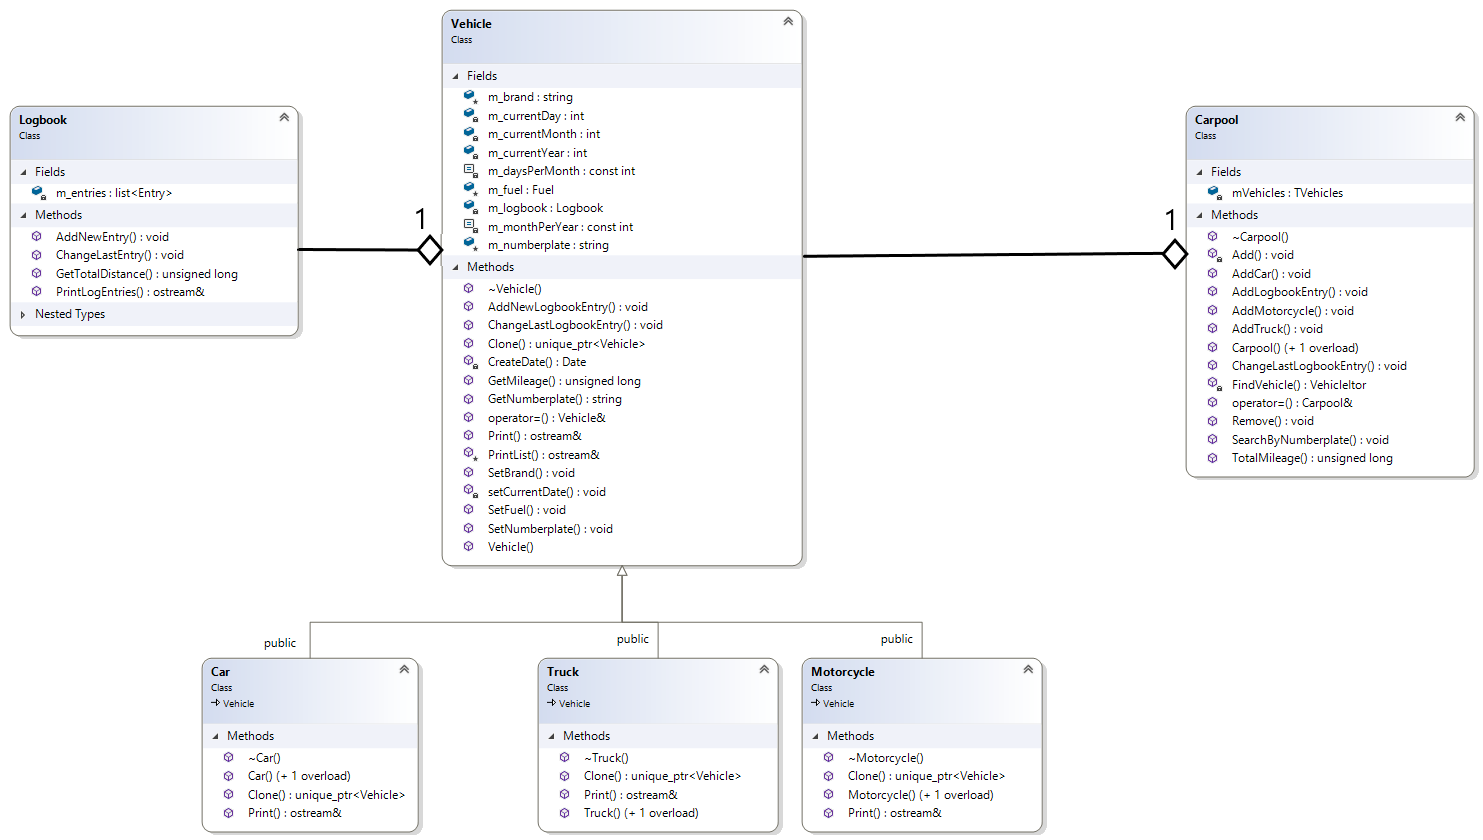 Vehicle
Class
Fields
m_brand : string
m_currentDay : int
m_currentMonth : int
m_currentYear : int
m_daysPerMonth : const int
m_fuel : Fuel
m_logbook : Logbook
m_monthPerYear : const int
m_numberplate : string
Methods
~Vehicle()
AddNewLogbookEntry() : void
ChangeLastLogbookEntry() : void
Clone() : unique_ptr<Vehicle>
CreateDate() : Date
GetMileage() : unsigned long
GetNumberplate() : string
operator=() : Vehicle&
Print() : ostream&
PrintList() : ostream&
SetBrand() : void
setCurrentDate() : void
SetFuel() : void
SetNumberplate() : void
Vehicle()
Logbook
Class
Fields
m_entries : list<Entry>
Methods
AddNewEntry() : void
ChangeLastEntry() : void
GetTotalDistance() : unsigned long
PrintLogEntries() : ostream&
Nested Types
1
1
Carpool
Class
Fields
mVehicles : TVehicles
Methods
~Carpool()
Add() : void
AddCar() : void
AddLogbookEntry() : void
AddMotorcycle() : void
AddTruck() : void
Carpool() (+ 1 overload)
ChangeLastLogbookEntry() : void
FindVehicle() : VehicleItor
operator=() : Carpool&
Remove() : void
SearchByNumberplate() : void
TotalMileage() : unsigned long
public
public
public
Car
Class
Vehicle
Methods
~Car()
Car() (+ 1 overload)
Clone() : unique_ptr<Vehicle>
Print() : ostream&
Truck
Class
Vehicle
Methods
~Truck()
Clone() : unique_ptr<Vehicle>
Print() : ostream&
Truck() (+ 1 overload)
Motorcycle
Class
Vehicle
Methods
~Motorcycle()
Clone() : unique_ptr<Vehicle>
Motorcycle() (+ 1 overload)
Print() : ostream&